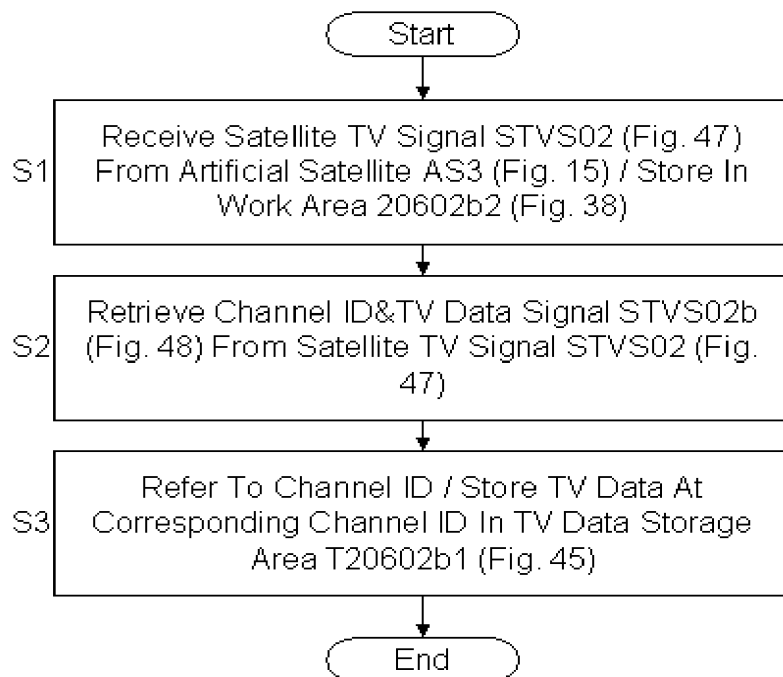 Start
S1
Receive Satellite TV Signal STVS02 (Fig. 47)
From Artificial Satellite AS3 (Fig. 15) / Store In
Work Area 20602b2 (Fig. 38)
S2
Retrieve Channel ID&TV Data Signal STVS02b
(Fig. 48) From Satellite TV Signal STVS02 (Fig.
47)
S3
Refer To Channel ID / Store TV Data At
Corresponding Channel ID In TV Data Storage
Area T20602b1 (Fig. 45)
End